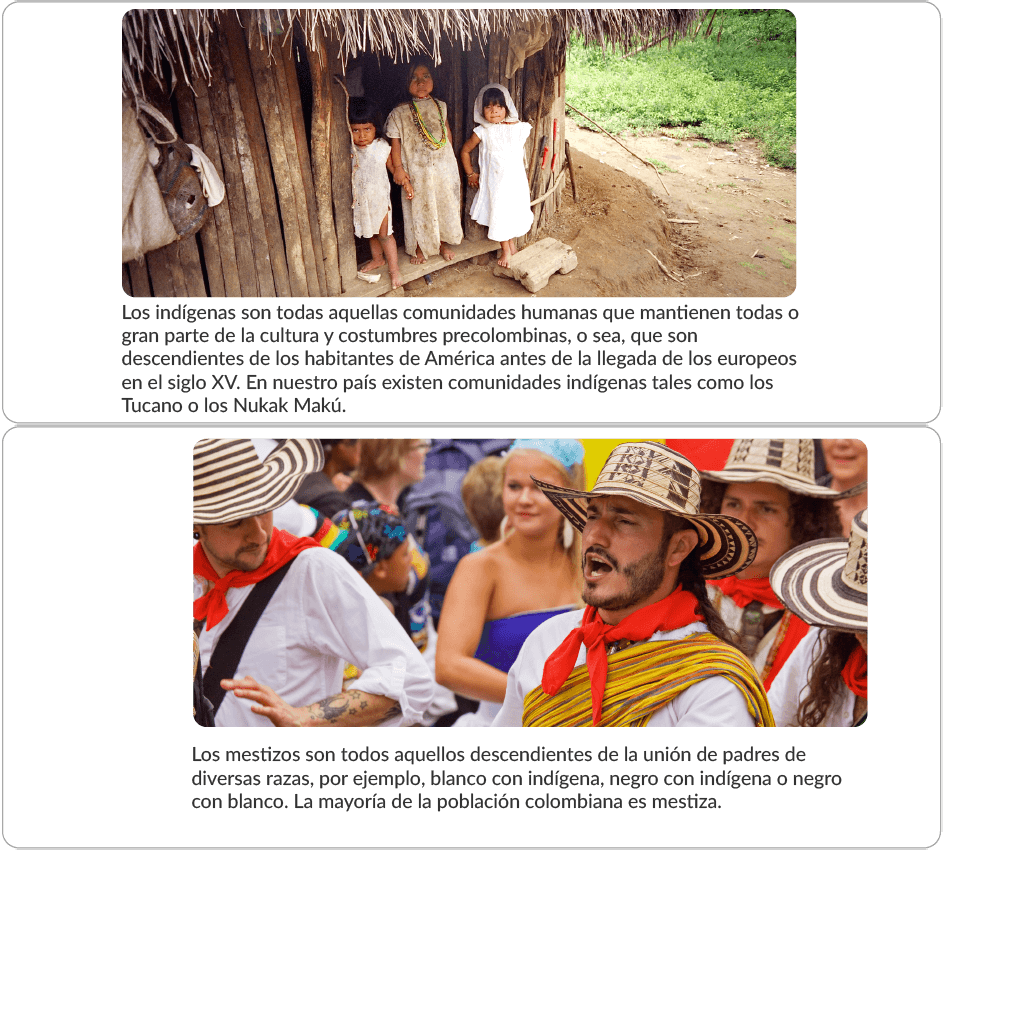 Los indígenas son todas aquellas comunidades humanas que mantienen todas o
gran parte de la cultura y costumbres precolombinas, o sea, que son
descendientes de los habitantes de América antes de la llegada de los europeos
en el siglo XV. En nuestro país existen comunidades indígenas tales como los
Tucano o los Nukak Makú.
Los mestizos son todos aquellos descendientes de la unión de padres de
diversas razas, por ejemplo, blanco con indígena, negro con indígena o negro
con blanco. La mayoría de la población colombiana es mestiza.